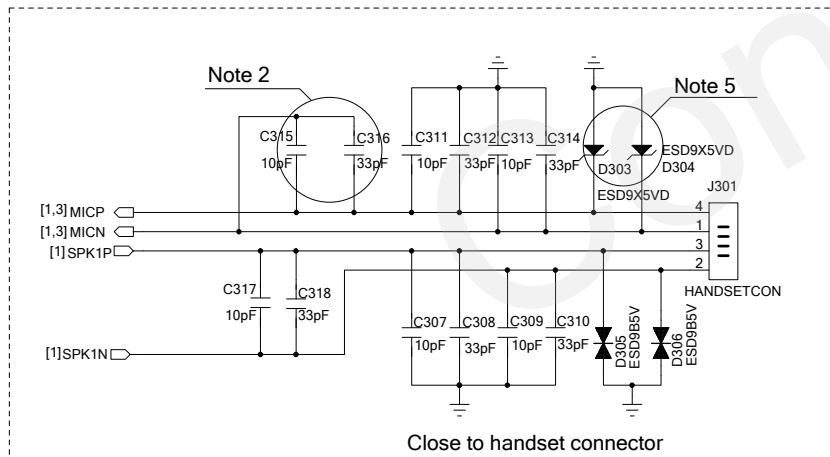 Note 2
Note 5
C315
10pF
C316
33pF
C311
10pF
C312
33pF
C313
10pF
C314
33pF
D303
ESD9X5VD
ESD9X5VD
D304
J301
[1,3] MICP
4
[1,3] MICN
1
[1] SPK1P
3
2
HANDSETCON
C317
10pF
C318
33pF
C307
10pF
C308
33pF
C309
10pF
C310
33pF
D305
ESD9B5V
D306
ESD9B5V
[1] SPK1N
Close to handset connector
Con